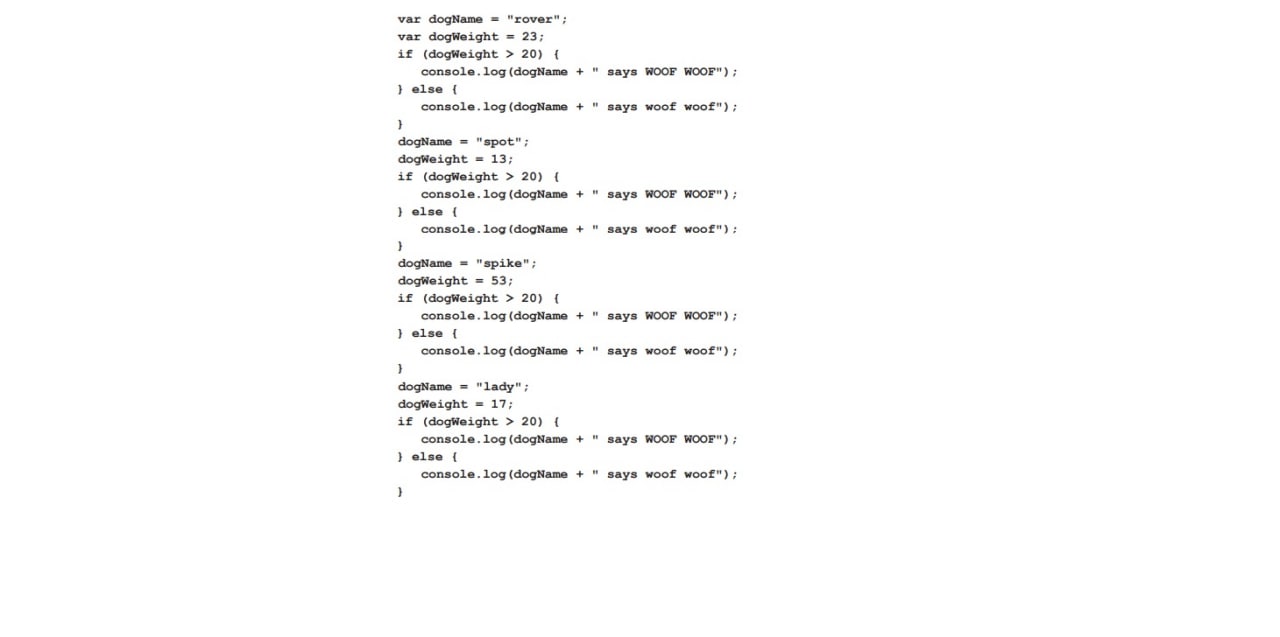 var dogName = "rover";
var dogWeight = 23;
if (dogWeight > 20) {
   console.log(dogName + " says WOOF WOOF");
} else {
   console.log(dogName + " says woof woof");
}
dogName = "spot";
dogWeight = 13;
if (dogWeight > 20) {
   console.log(dogName + " says WOOF WOOF");
} else {
   console.log(dogName + " says woof woof");
}
dogName = "spike";
dogWeight = 53;
if (dogWeight > 20) {
   console.log(dogName + " says WOOF WOOF");
} else {
   console.log(dogName + " says woof woof");
}
dogName = "lady";
dogWeight = 17;
if (dogWeight > 20) {
   console.log(dogName + " says WOOF WOOF");
} else {
   console.log(dogName + " says woof woof");
}